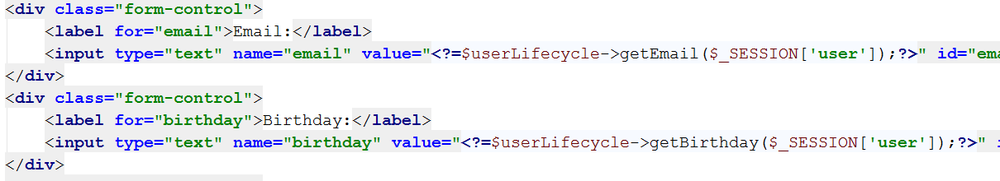 <div class="form-control">
<label for="email">Email:</label>
<input type="text" name="email" value="<?=$userLifecycle->getEmail($_SESSION['user']);?>" id="ema
</div>
<div class="form-control">
<label for="birthday">Birthday:</label>
<input type="text" name="birthday" value="<?=$userLifecycle->getBirthday($_SESSION['user']);?>" i
</div>